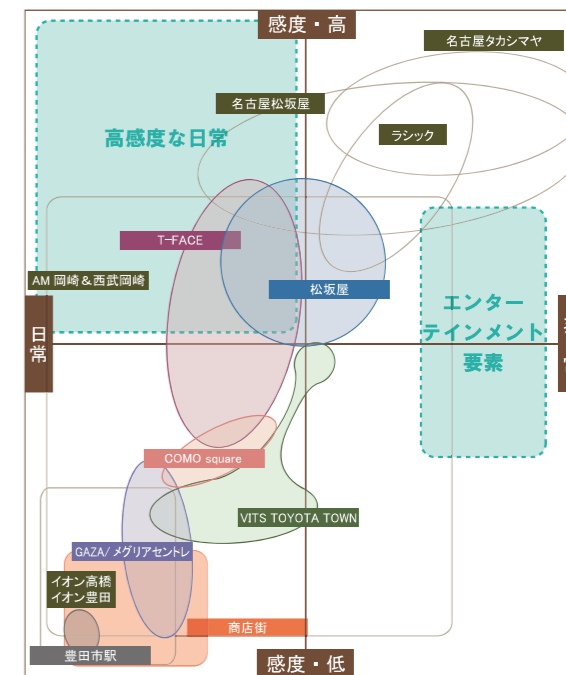 感度・高
名古屋タカシマヤ
名古屋松坂屋
ラシック
高感度な日常
T-FACE
AM 岡崎＆西武岡崎
松坂屋
日常
エンター
テインメント
要素
COMO square
VITS TOYOTA TOWN
GAZA/メグリアセントレ
イオン高橋
イオン豊田
商店街
豊田市駅
感度・低